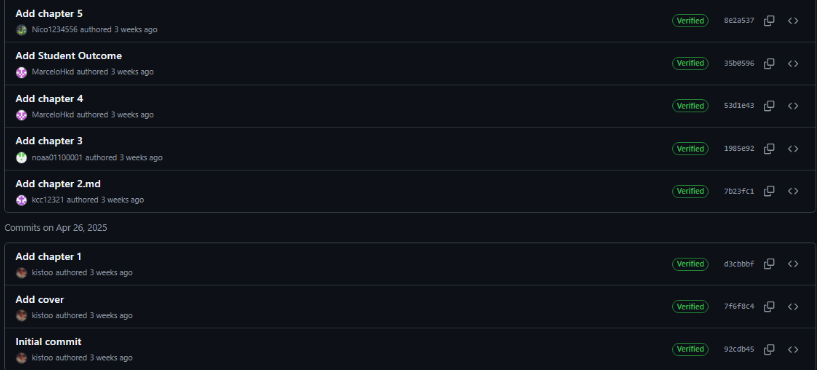 Add chapter 5
Nico1234556 authored 3 weeks ago
Verified
8e2a537
Add Student Outcome
MarceloHkd authored 3 weeks ago
Verified
35b0596
Add chapter 4
MarceloHkd authored 3 weeks ago
Verified
53d1e43
Add chapter 3
noaa01100001 authored 3 weeks ago
Verified
1985e92
Add chapter 2.md
kcc12321 authored 3 weeks ago
Verified
7b23fc1
Commits on Apr 26, 2025
Add chapter 1
kistoo authored 3 weeks ago
Verified
d3cbbbf
Add cover
kistoo authored 3 weeks ago
Verified
7f6f8c4
Initial commit
kistoo authored 3 weeks ago
Verified
92cdb45